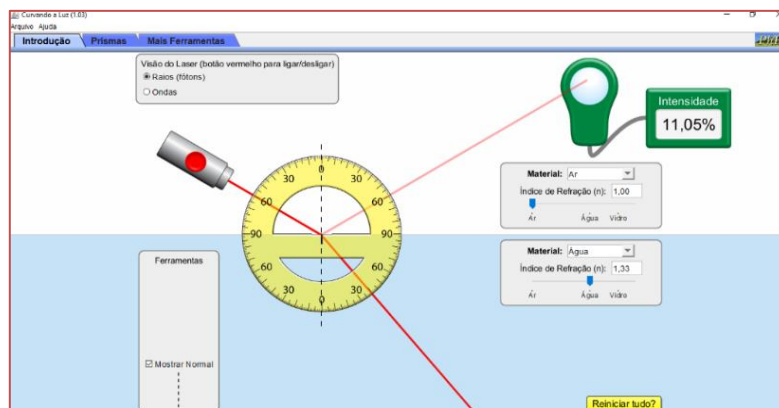 Curvando a Luz (1.03)
Arquivo Ajuda
Introdução Prismas Mais Ferramentas
Visão do Laser (botão vermelho para ligar/desligar)
Raios (fótons)
Ondas
Intensidade
11,05%
Material: Ar
Índice de Refração (n): 1,00
Ar Água Vidro
Material: Água
Índice de Refração (n): 1,33
Ar Água Vidro
0
30 30
60 60
90 90
60 60
30 30
0
Ferramentas
Mostrar Normal
Reiniciar tudo?